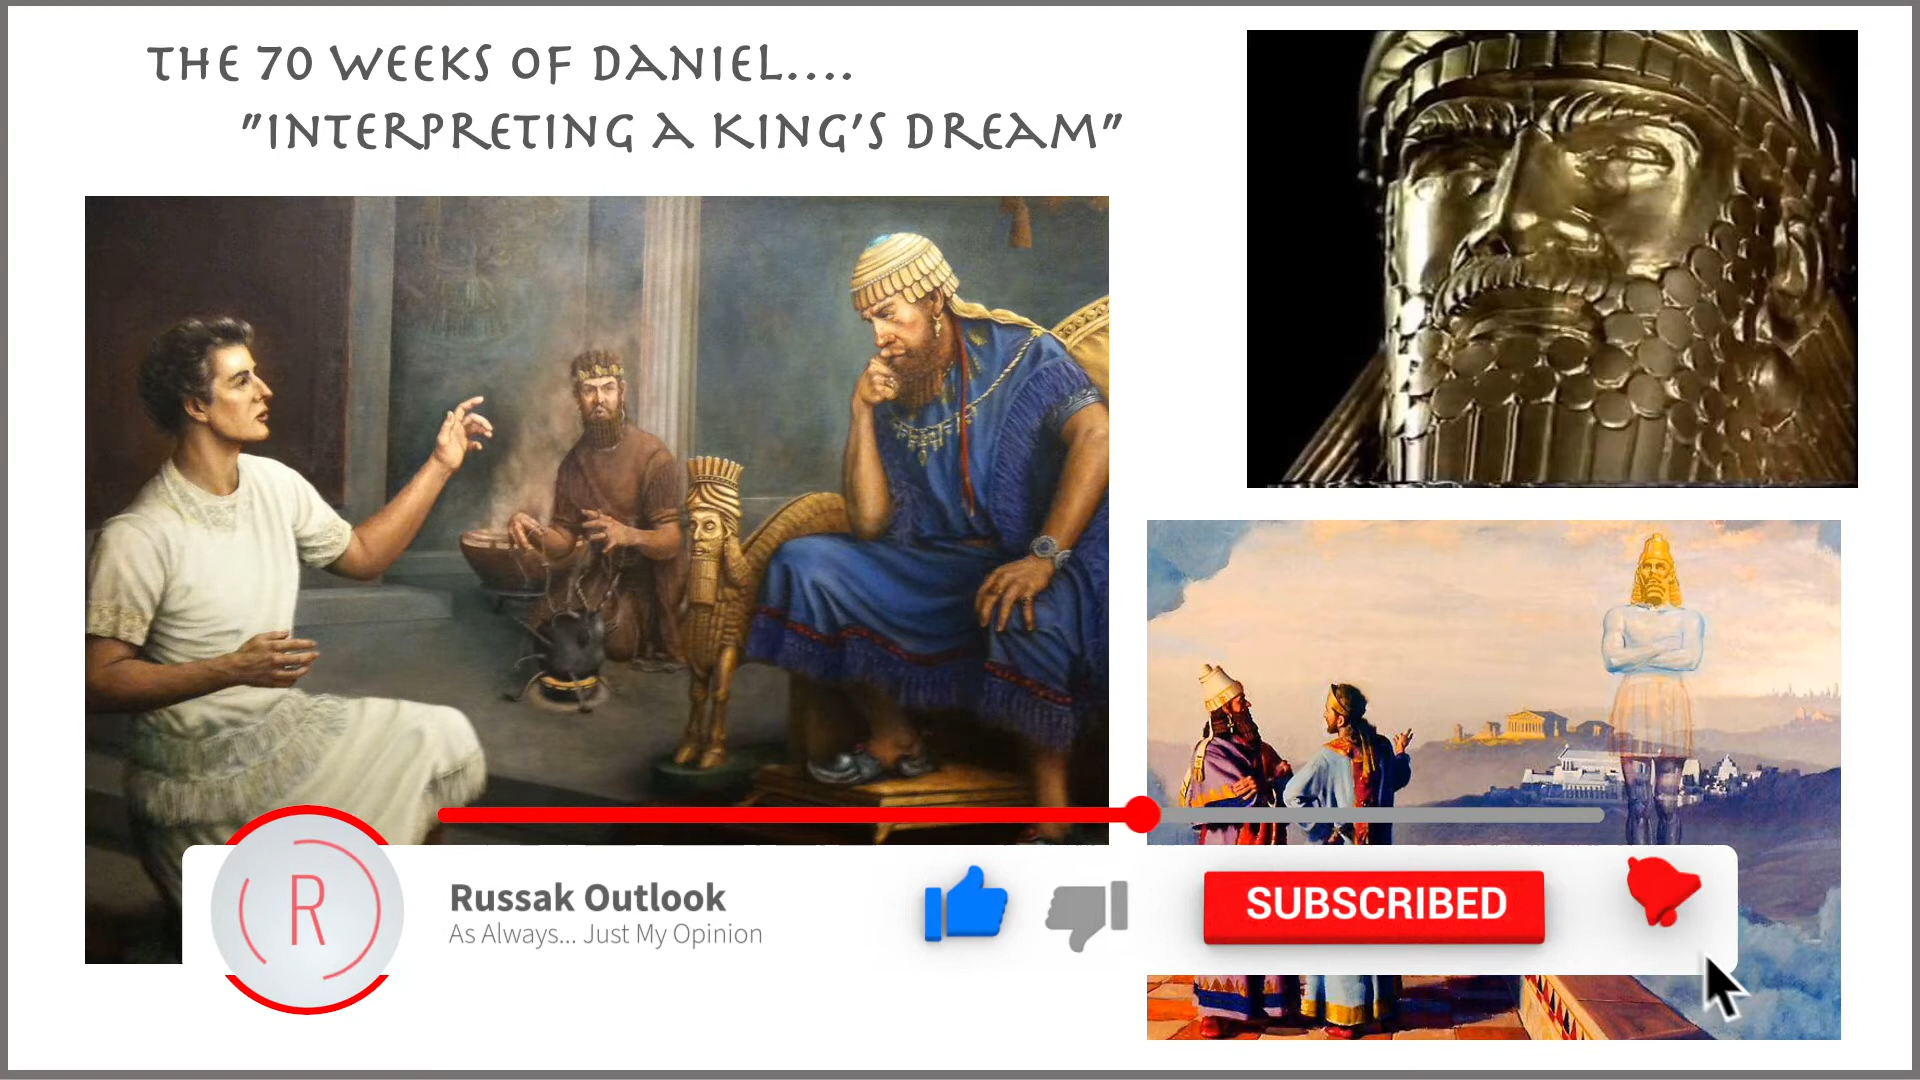 THE 70 WEEKS OF DANIEL....
"INTERPRETING A KING'S DREAM"
R
Russak Outlook
As Always... Just My Opinion
SUBSCRIBED